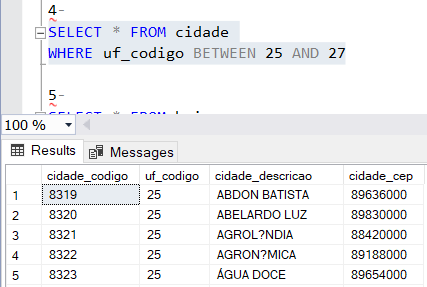 4-
SELECT * FROM cidade
WHERE uf_codigo BETWEEN 25 AND 27
5-
SELECT * FROM
100 %
Results Messages
cidade_codigo uf_codigo cidade_descricao cidade_cep
1 8319 25 ABDON BATISTA 89636000
2 8320 25 ABELARDO LUZ 89830000
3 8321 25 AGROL?NDIA 88420000
4 8322 25 AGRON?MICA 89188000
5 8323 25 ÁGUA DOCE 89654000